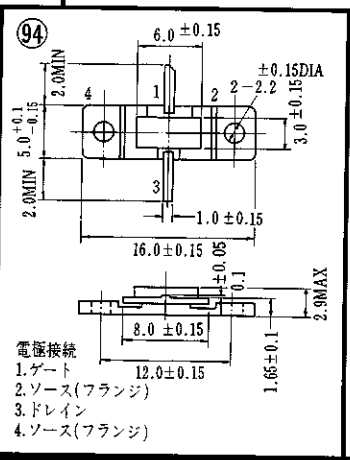 94
6.0±0.15
2.0MIN
4
1
2
±0.15DIA
2-2.2
5.0+0.1-0.15
3.0±0.15
2.0MIN
3
1.0±0.15
16.0±0.15
±0.05
0.1
2.9MAX
8.0 ±0.15
12.0±0.15
1.65±0.1
電極接続
1.ゲート
2.ソース(フランジ)
3.ドレイン
4.ソース(フランジ)